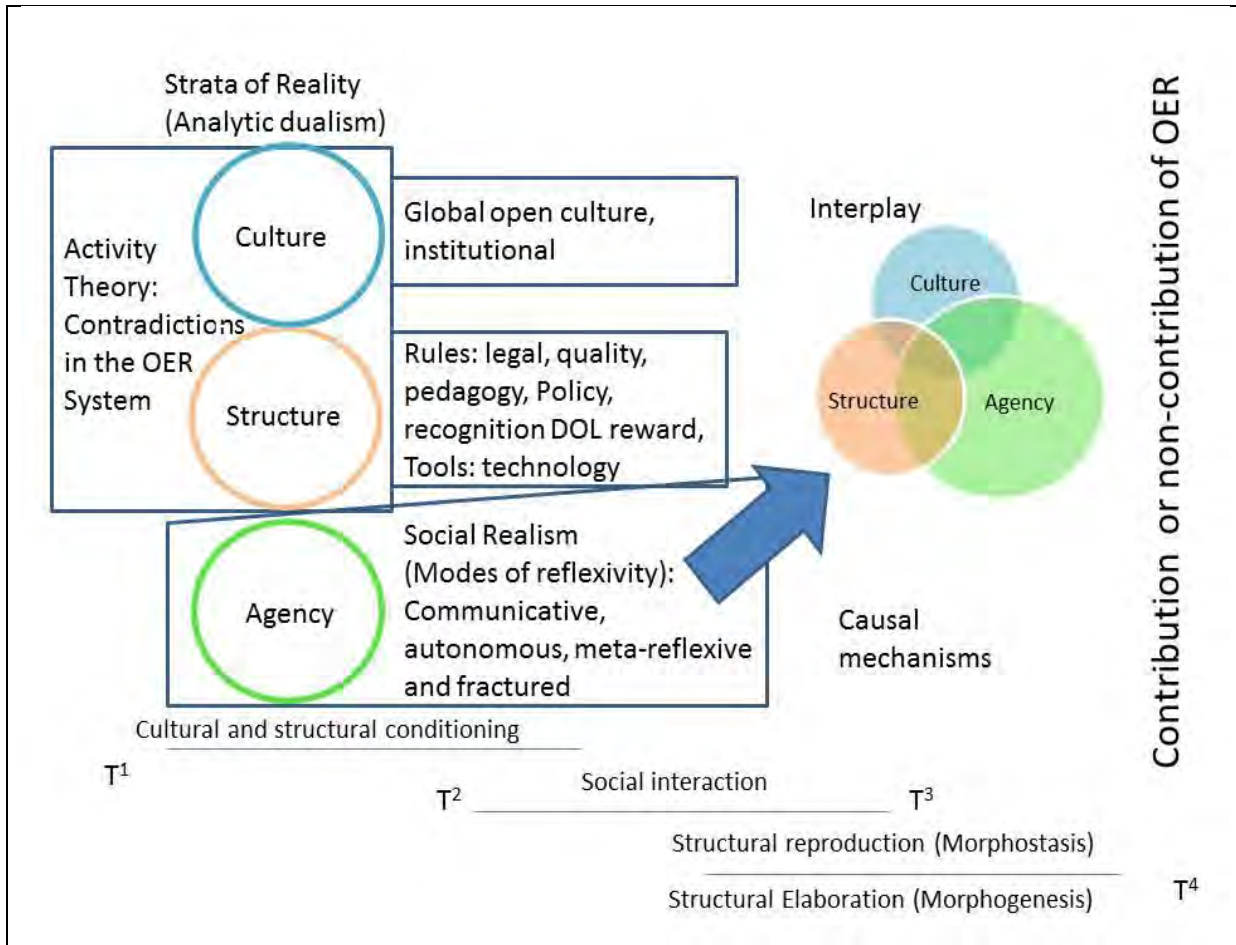 Strata of Reality
(Analytic dualism)
Activity
Theory:
Contradictions
in the OER
System
Culture
Global open culture,
institutional
Structure
Rules: legal, quality,
pedagogy, Policy,
recognition DOL reward,
Tools: technology
Agency
Social Realism
(Modes of reflexivity):
Communicative,
autonomous, meta-reflexive
and fractured
Interplay
Culture
Structure
Agency
Causal
mechanisms
Contribution or non-contribution of OER
Cultural and structural conditioning
T¹
T²
Social interaction
T³
Structural reproduction (Morphostasis)
Structural Elaboration (Morphogenesis)
T⁴